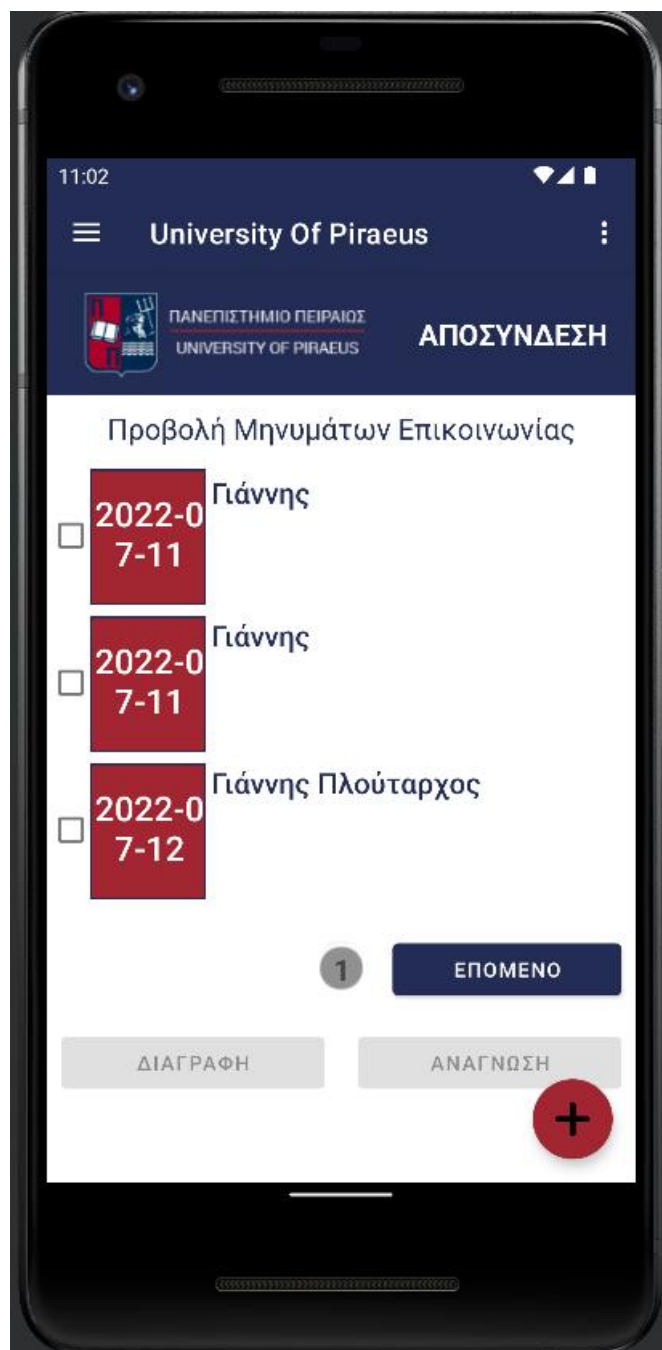 11:02
University Of Piraeus
ΠΑΝΕΠΙΣΤΗΜΙΟ ΠΕΙΡΑΙΩΣ
UNIVERSITY OF PIRAEUS
ΑΠΟΣΥΝΔΕΣΗ
Προβολή Μηνυμάτων Επικοινωνίας
Γιάννης
2022-0
7-11
Γιάννης
2022-0
7-11
Γιάννης Πλούταρχος
2022-0
7-12
1
ΕΠΟΜΕΝΟ
ΔΙΑΓΡΑΦΗ
ΑΝΑΓΝΩΣΗ
+